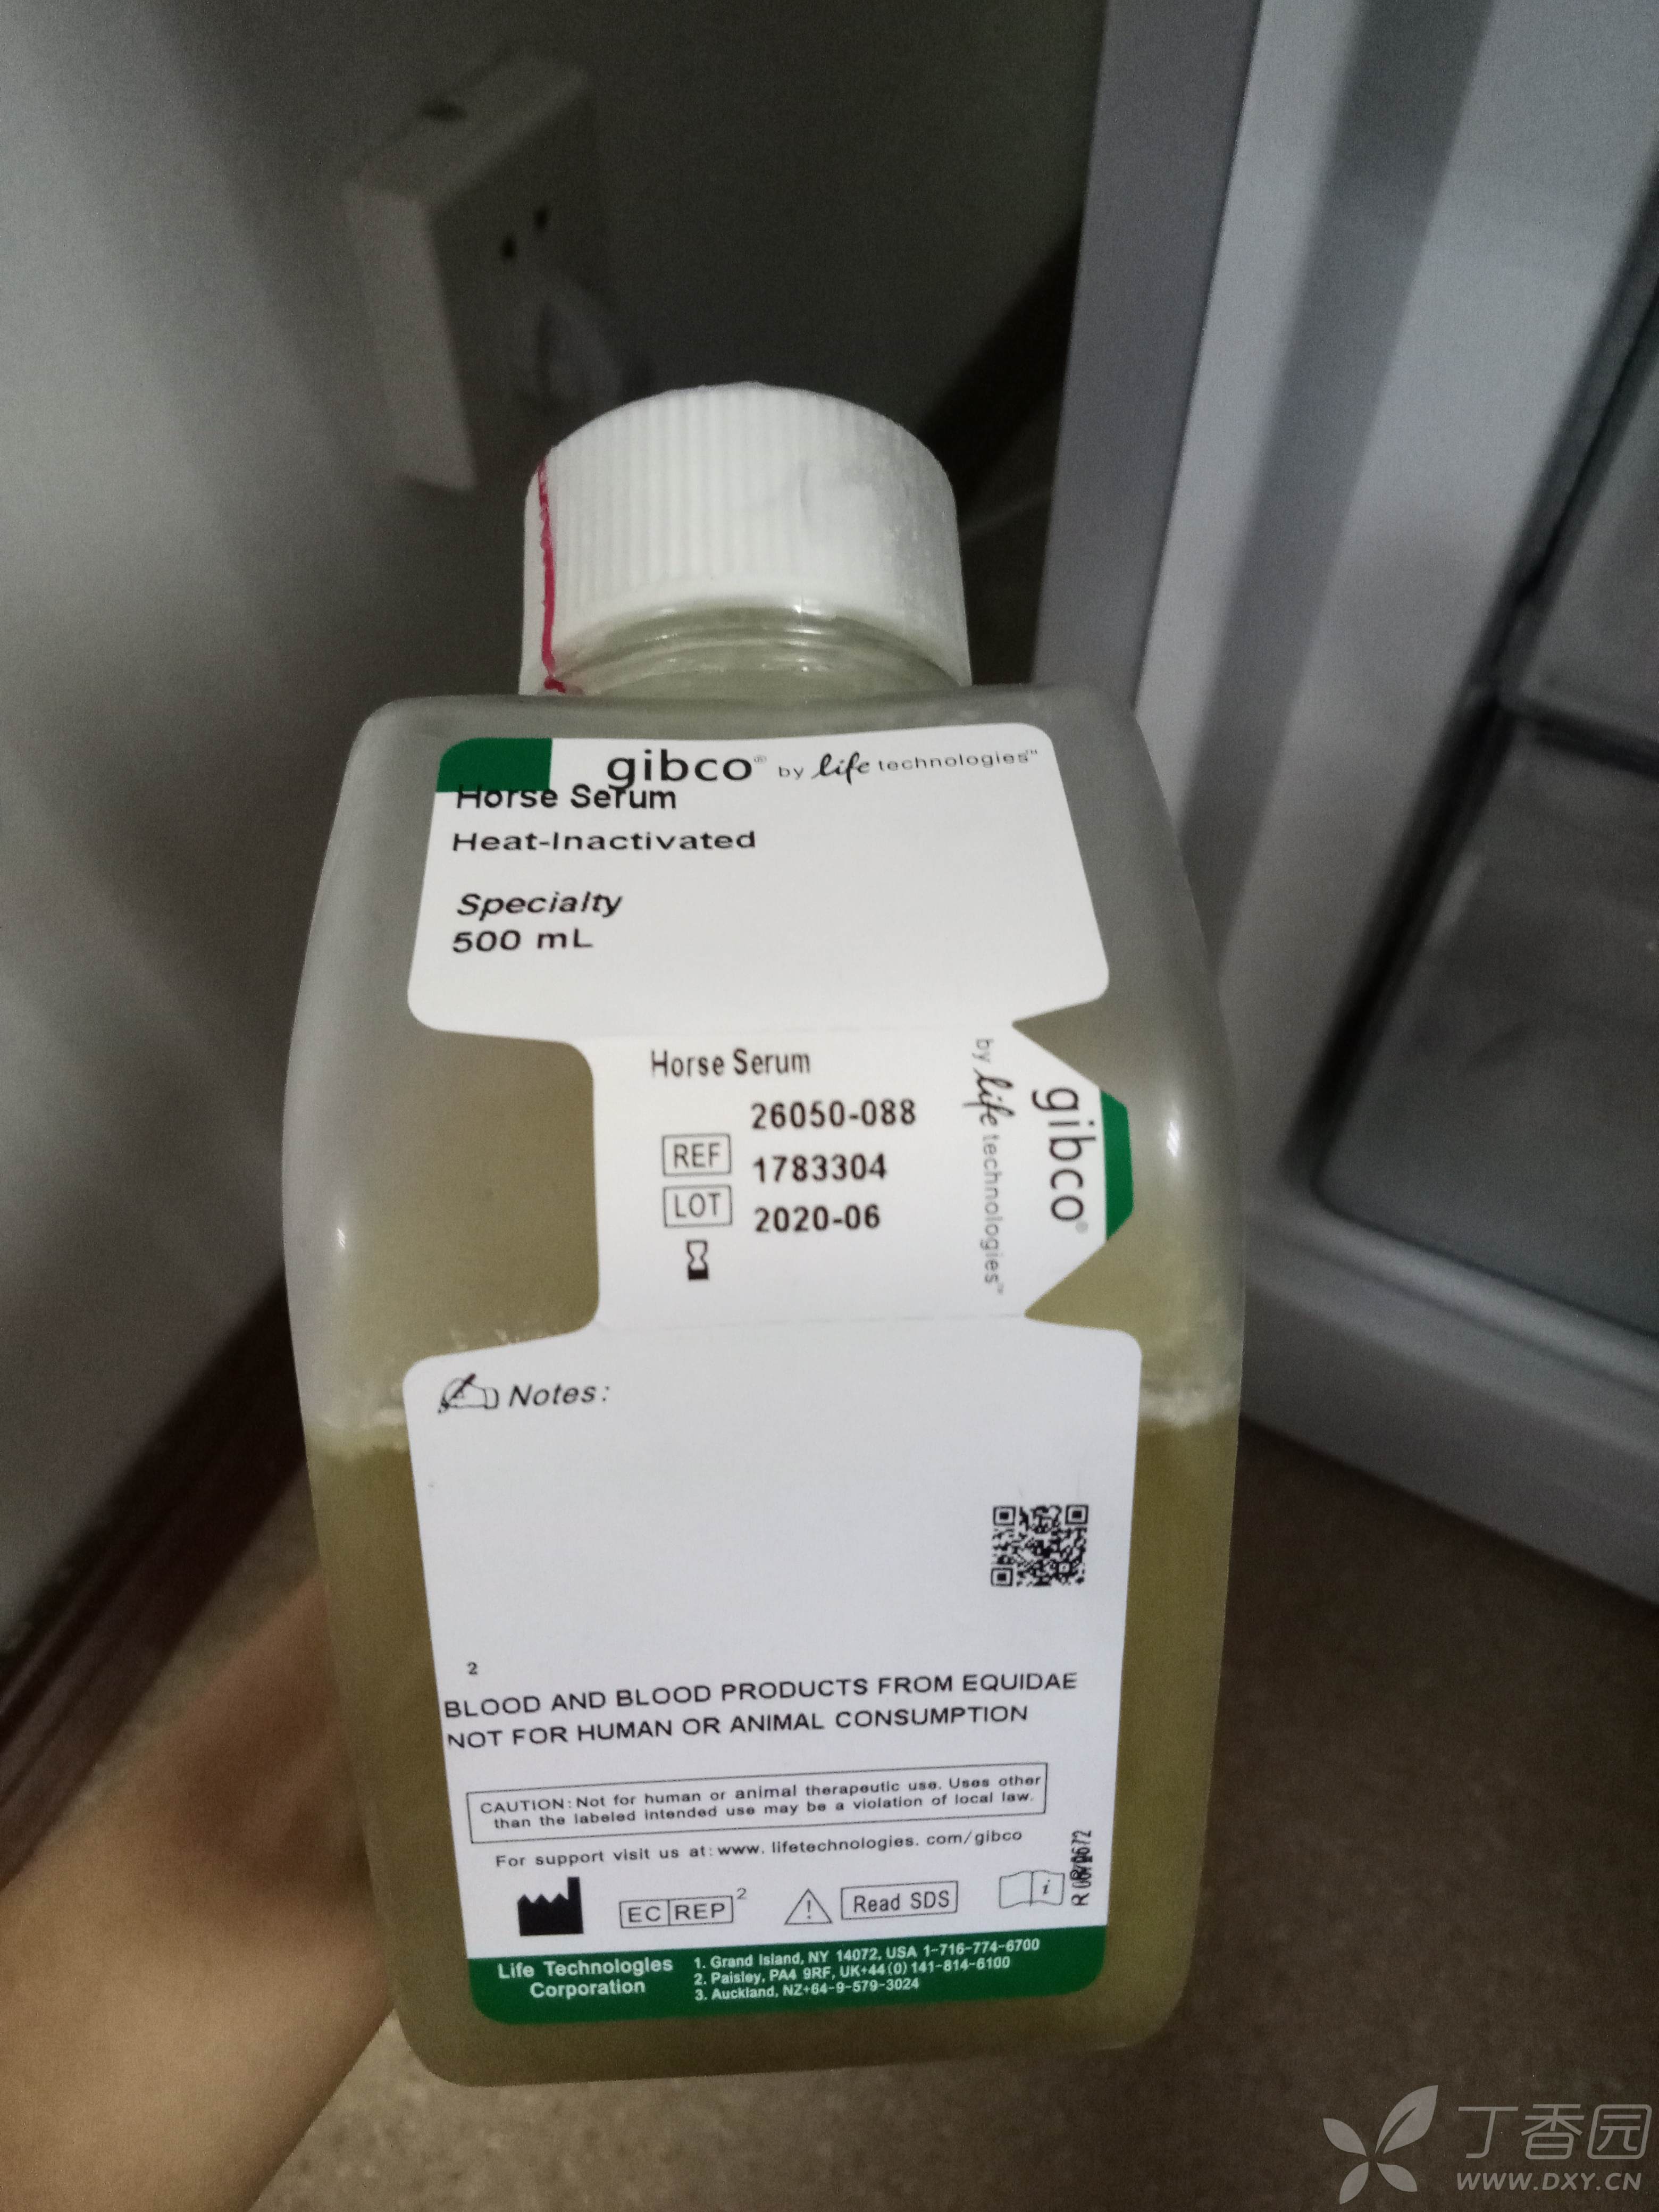 gibco® by life technologies™
Horse Serum
Heat-Inactivated
Specialty
500 mL
Horse Serum
26050-088
REF 1783304
LOT 2020-06
gibco®
by life technologies™
Notes:
2
BLOOD AND BLOOD PRODUCTS FROM EQUIDAE
NOT FOR HUMAN OR ANIMAL CONSUMPTION
CAUTION: Not for human or animal therapeutic use. Uses other
than the labeled intended use may be a violation of local law.
For support visit us at: www. lifetechnologies. com/gibco
EC REP 2
Read SDS
i
Life Technologies
Corporation
1. Grand Island, NY 14072, USA 1-716-774-6700
2. Paisley, PA4 9RF, UK+44(0)141-814-6100
3. Auckland, NZ+64-9-579-3024
丁香园
WWW.DXY.CN